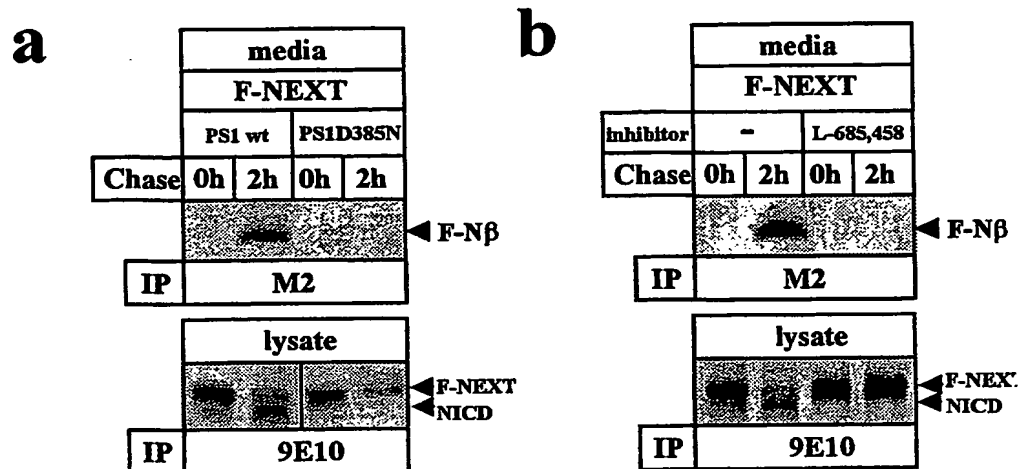 a
media
F-NEXT
PS1 wt PS1D385N
Chase 0h 2h 0h 2h
F-Nβ
IP M2
lysate
F-NEXT
NICD
IP 9E10
b
media
F-NEXT
inhibitor - L-685,458
Chase 0h 2h 0h 2h
F-Nβ
IP M2
lysate
F-NEX
NICD
IP 9E10